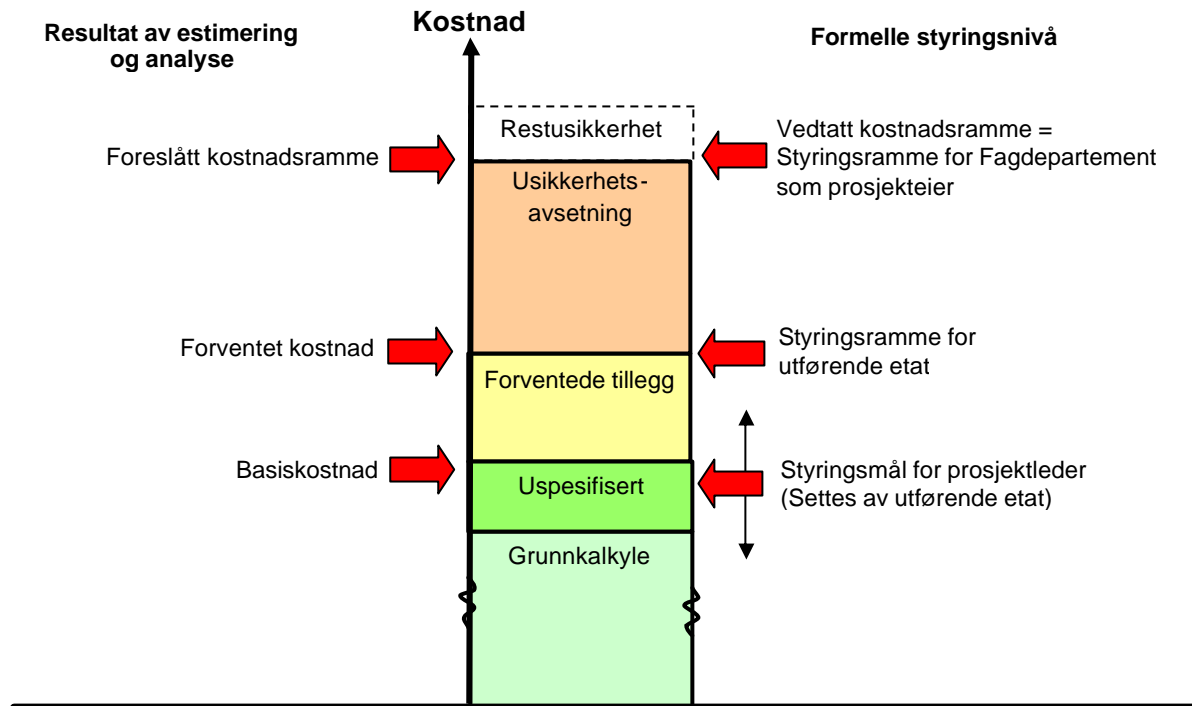 Resultat av estimering
og analyse
Kostnad
Formelle styringsnivå
Restusikkerhet
Foreslått kostnadsramme
Vedtatt kostnadsramme =
Styringsramme for Fagdepartement
som prosjekteier
Usikkerhets-
avsetning
Forventet kostnad
Styringsramme for
utførende etat
Forventede tillegg
Basiskostnad
Uspesifisert
Styringsmål for prosjektleder
(Settes av utførende etat)
Grunnkalkyle